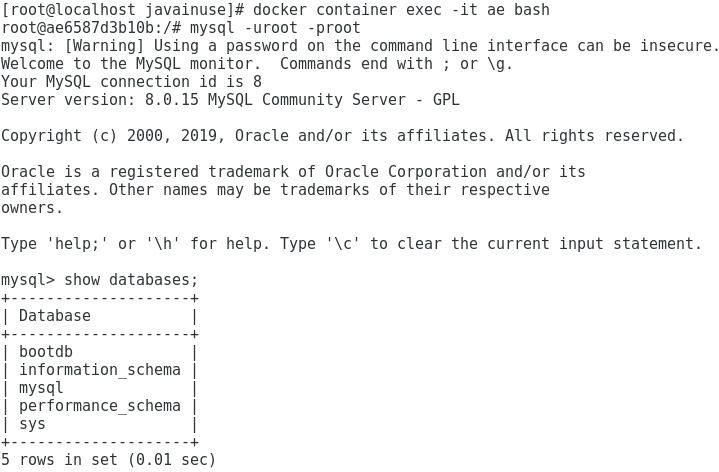 [root@localhost javainuse]# docker container exec -it ae bash
root@ae6587d3b10b:/# mysql -uroot -proot
mysql: [Warning] Using a password on the command line interface can be insecure.
Welcome to the MySQL monitor.  Commands end with ; or \g.
Your MySQL connection id is 8
Server version: 8.0.15 MySQL Community Server - GPL

Copyright (c) 2000, 2019, Oracle and/or its affiliates. All rights reserved.

Oracle is a registered trademark of Oracle Corporation and/or its
affiliates. Other names may be trademarks of their respective
owners.

Type 'help;' or '\h' for help. Type '\c' to clear the current input statement.

mysql> show databases;
+--------------------+
| Database           |
+--------------------+
| bootdb             |
| information_schema |
| mysql              |
| performance_schema |
| sys                |
+--------------------+
5 rows in set (0.01 sec)